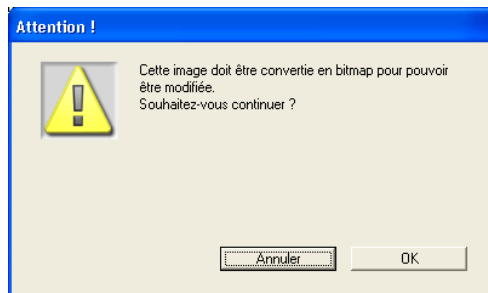 Attention !
Cette image doit être convertie en bitmap pour pouvoir
être modifiée.
Souhaitez-vous continuer ?
Annuler
OK